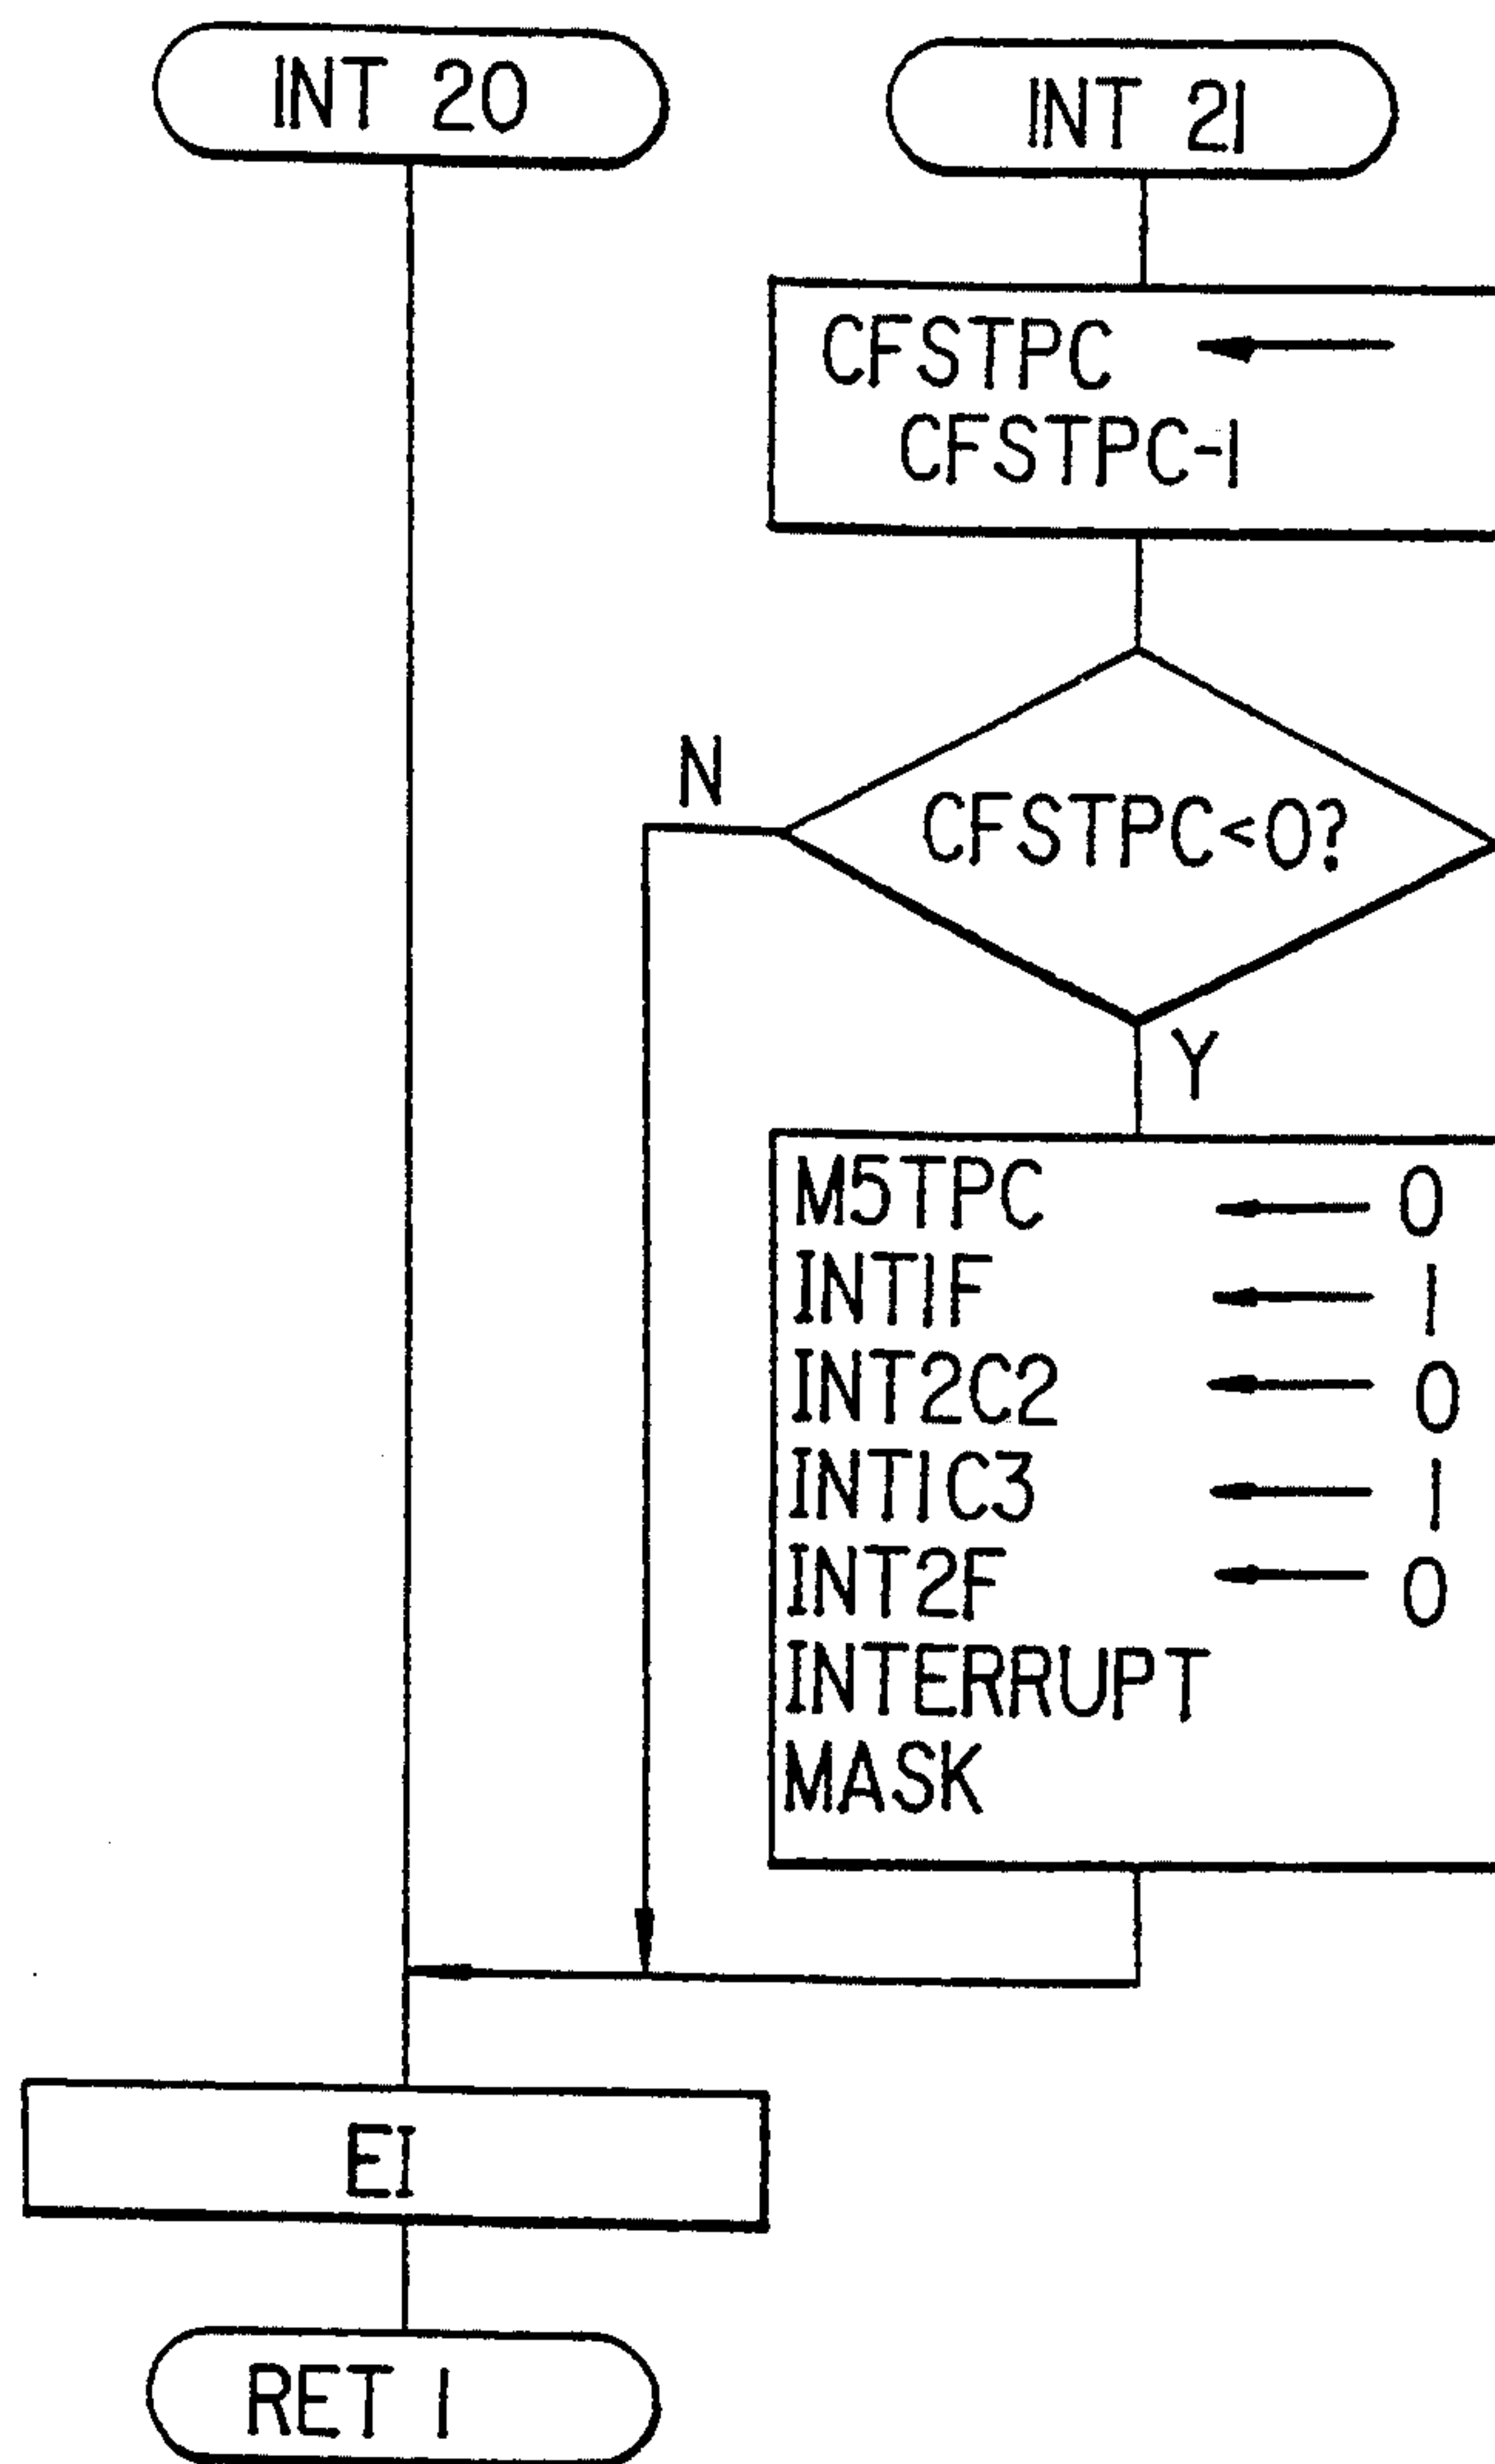 INT 20
INT 21
CFSTPC ←
CFSTPC-1
N
CFSTPC<0?
Y
M5TPC ← 0
INT1F ← 1
INT2C2 ← 0
INT1C3 ← 1
INT2F ← 0
INTERRUPT
MASK
EI
RET I